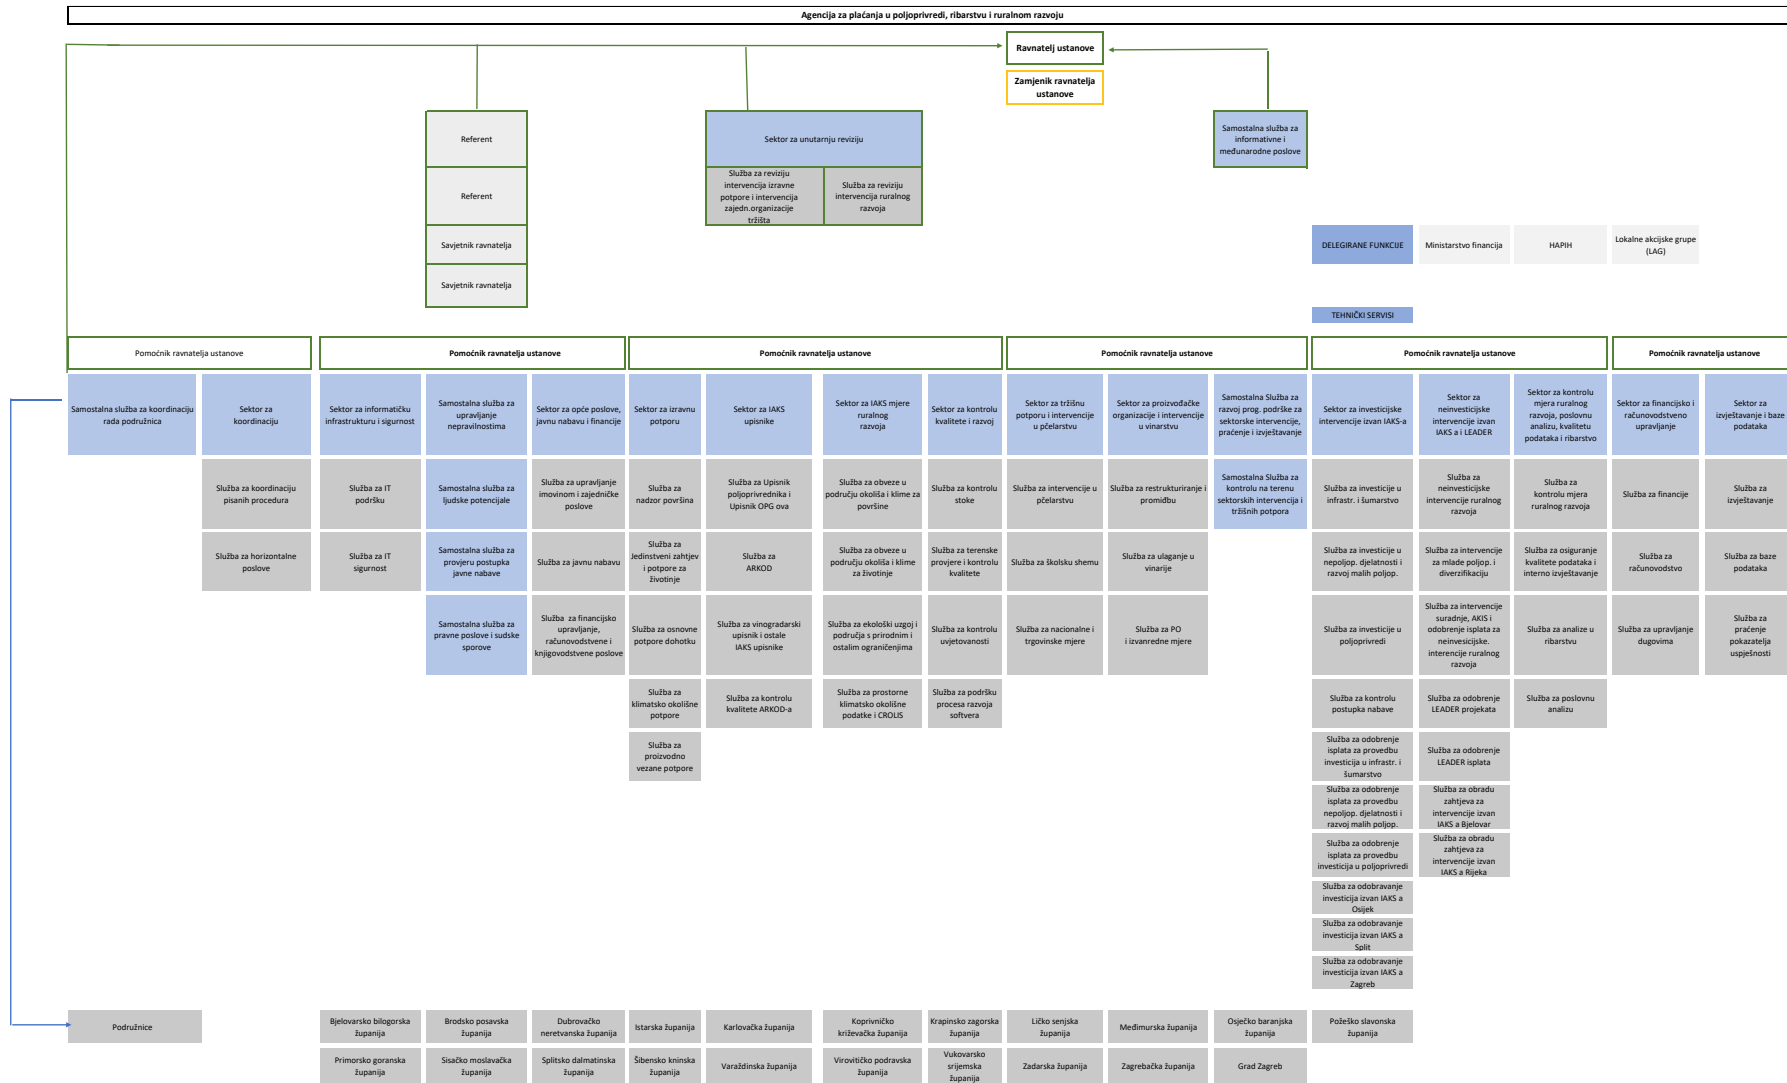 Agencija za plaćanja u poljoprivredi, ribarstvu i ruralnom razvoju
Ravnatelj ustanove
Zamjenik ravnatelja
ustanove
Referent
Referent
Savjetnik ravnatelja
Savjetnik ravnatelja
Sektor za unutarnju reviziju
Služba za reviziju
intervencija izravne
potpore i intervencija
zajedn.organizacije
tržišta
Služba za reviziju
intervencija ruralnog
razvoja
Samostalna služba za
informativne i
međunarodne poslove
DELEGIRANE FUNKCIJE
Ministarstvo financija
HAPIH
Lokalne akcijske grupe
(LAG)
TEHNIČKI SERVISI
Pomoćnik ravnatelja ustanove
Pomoćnik ravnatelja ustanove
Pomoćnik ravnatelja ustanove
Pomoćnik ravnatelja ustanove
Pomoćnik ravnatelja ustanove
Pomoćnik ravnatelja ustanove
Samostalna služba za koordinaciju
rada podružnica
Sektor za
koordinaciju
Sektor za informatičku
infrastrukturu i sigurnost
Samostalna služba za
upravljanje
nepravilnostima
Sektor za opće poslove,
javnu nabavu i financije
Sektor za izravnu
potporu
Sektor za IAKS
upisnike
Sektor za IAKS mjere
ruralnog
razvoja
Sektor za kontrolu
kvalitete i razvoj
Sektor za tržišnu
potporu i intervencije
u pčelarstvu
Sektor za proizvođačke
organizacije i intervencije
u vinarstvu
Samostalna Služba za
razvoj prog. podrške za
sektorske intervencije,
praćenje i izvještavanje
Sektor za investicijske
intervencije izvan IAKS-a
Sektor za
neinvesticijske
intervencije izvan
IAKS a i LEADER
Sektor za kontrolu
mjera ruralnog
razvoja, poslovnu
analizu, kvalitetu
podataka i ribarstvo
Sektor za financijsko i
računovodstveno
upravljanje
Sektor za
izvještavanje i baze
podataka
Služba za koordinaciju
pisanih procedura
Služba za IT
podršku
Samostalna služba za
ljudske potencijale
Služba za upravljanje
imovinom i zajedničke
poslove
Služba za
nadzor površina
Služba za Upisnik
poljoprivrednika i
Upisnik OPG ova
Služba za obveze u
području okoliša i klime za
površine
Služba za kontrolu
stoke
Služba za intervencije u
pčelarstvu
Služba za restrukturiranje i
promidžbu
Samostalna Služba za
kontrolu na terenu
sektorskih intervencija i
tržišnih potpora
Služba za investicije u
infrastr. i šumarstvo
Služba za
neinvesticijske
intervencije ruralnog
razvoja
Služba za
kontrolu mjera
ruralnog razvoja
Služba za financije
Služba za
izvještavanje
Služba za horizontalne
poslove
Služba za IT
sigurnost
Samostalna služba za
provjeru postupka
javne nabave
Služba za javnu nabavu
Služba za
Jedinstveni zahtjev
i potpore za
životinje
Služba za
ARKOD
Služba za obveze u
području okoliša i klime
za životinje
Služba za terenske
provjere i kontrolu
kvalitete
Služba za školsku shemu
Služba za ulaganje u
vinarije
Služba za investicije u
nepoljop. djelatnosti i
razvoj malih poljop.
Služba za intervencije
za mlade poljop. i
diverzifikaciju
Služba za osiguranje
kvalitete podataka i
interno izvještavanje
Služba za
računovodstvo
Služba za baze
podataka
Samostalna služba za
pravne poslove i sudske
sporove
Služba za financijsko
upravljanje,
računovodstvene i
knjigovodstvene poslove
Služba za osnovne
potpore dohotku
Služba za vinogradarski
upisnik i ostale
IAKS upisnike
Služba za ekološki uzgoj i
područja s prirodnim i
ostalim ograničenjima
Služba za kontrolu
uvjetovanosti
Služba za nacionalne i
trgovinske mjere
Služba za PO
i izvanredne mjere
Služba za investicije u
poljoprivredi
Služba za intervencije
suradnje, AKIS i
odobrenje isplata za
neinvesicijske.
interencije ruralnog
razvoja
Služba za analize u
ribarstvu
Služba za upravljanje
dugovima
Služba za
praćenje
pokazatelja
uspješnosti
Služba za
klimatsko okolišne
potpore
Služba za kontrolu
kvalitete ARKOD-a
Služba za prostorne
klimatsko okolišne
podatke i CROLIS
Služba za podršku
procesa razvoja
softvera
Služba za kontrolu
postupka nabave
Služba za odobrenje
LEADER projekata
Služba za poslovnu
analizu
Služba za
proizvodno
vezane potpore
Služba za odobrenje
isplata za provedbu
investicija u infrastr. i
šumarstvo
Služba za odobrenje
LEADER isplata
Služba za odobrenje
isplata za provedbu
nepoljop. djelatnosti i
razvoj malih poljop.
Služba za obradu
zahtjeva za
intervencije izvan
IAKS a Bjelovar
Služba za odobrenje
isplata za provedbu
investicija u poljoprivredi
Služba za obradu
zahtjeva za
intervencije izvan
IAKS a Rijeka
Služba za odobravanje
investicija izvan IAKS a
Osijek
Služba za odobravanje
investicija izvan IAKS a
Split
Služba za odobravanje
investicija izvan IAKS a
Zagreb
Podružnice
Bjelovarsko bilogorska
županija
Brodsko posavska
županija
Dubrovačko
neretvanska županija
Istarska županija
Karlovačka županija
Koprivničko
križevačka županija
Krapinsko zagorska
županija
Ličko senjska
županija
Međimurska županija
Osječko baranjska
županija
Požeško slavonska
županija
Primorsko goranska
županija
Sisačko moslavačka
županija
Splitsko dalmatinska
županija
Šibensko kninska
županija
Varaždinska županija
Virovitičko podravska
županija
Vukovarsko
srijemska
županija
Zadarska županija
Zagrebačka županija
Grad Zagreb